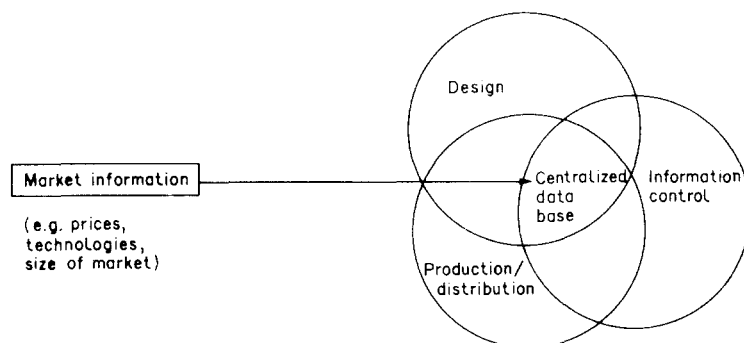 Design
Market information
(e.g. prices,
technologies,
size of market)
Centralized
data
base
Information
control
Production/
distribution